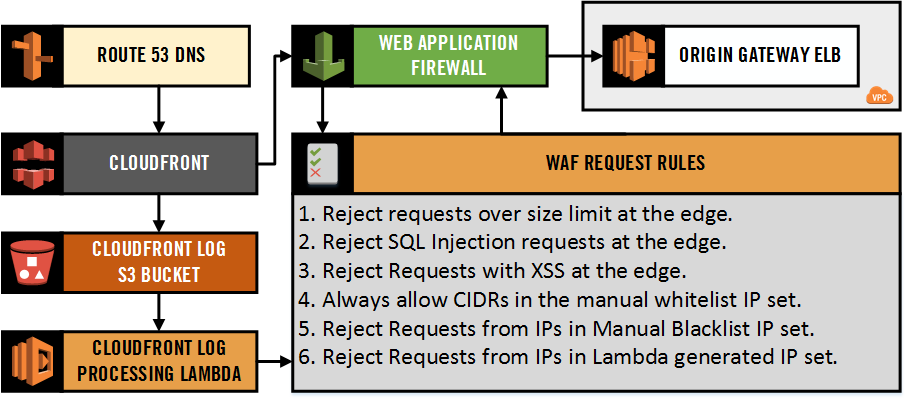 ROUTE 53 DNS
WEB APPLICATION
FIREWALL
ORIGIN GATEWAY ELB
VPC
CLOUDFRONT
WAF REQUEST RULES
1. Reject requests over size limit at the edge.
2. Reject SQL Injection requests at the edge.
3. Reject Requests with XSS at the edge.
4. Always allow CIDRs in the manual whitelist IP set.
5. Reject Requests from IPs in Manual Blacklist IP set.
6. Reject Requests from IPs in Lambda generated IP set.
CLOUDFRONT LOG
S3 BUCKET
CLOUDFRONT LOG
PROCESSING LAMBDA